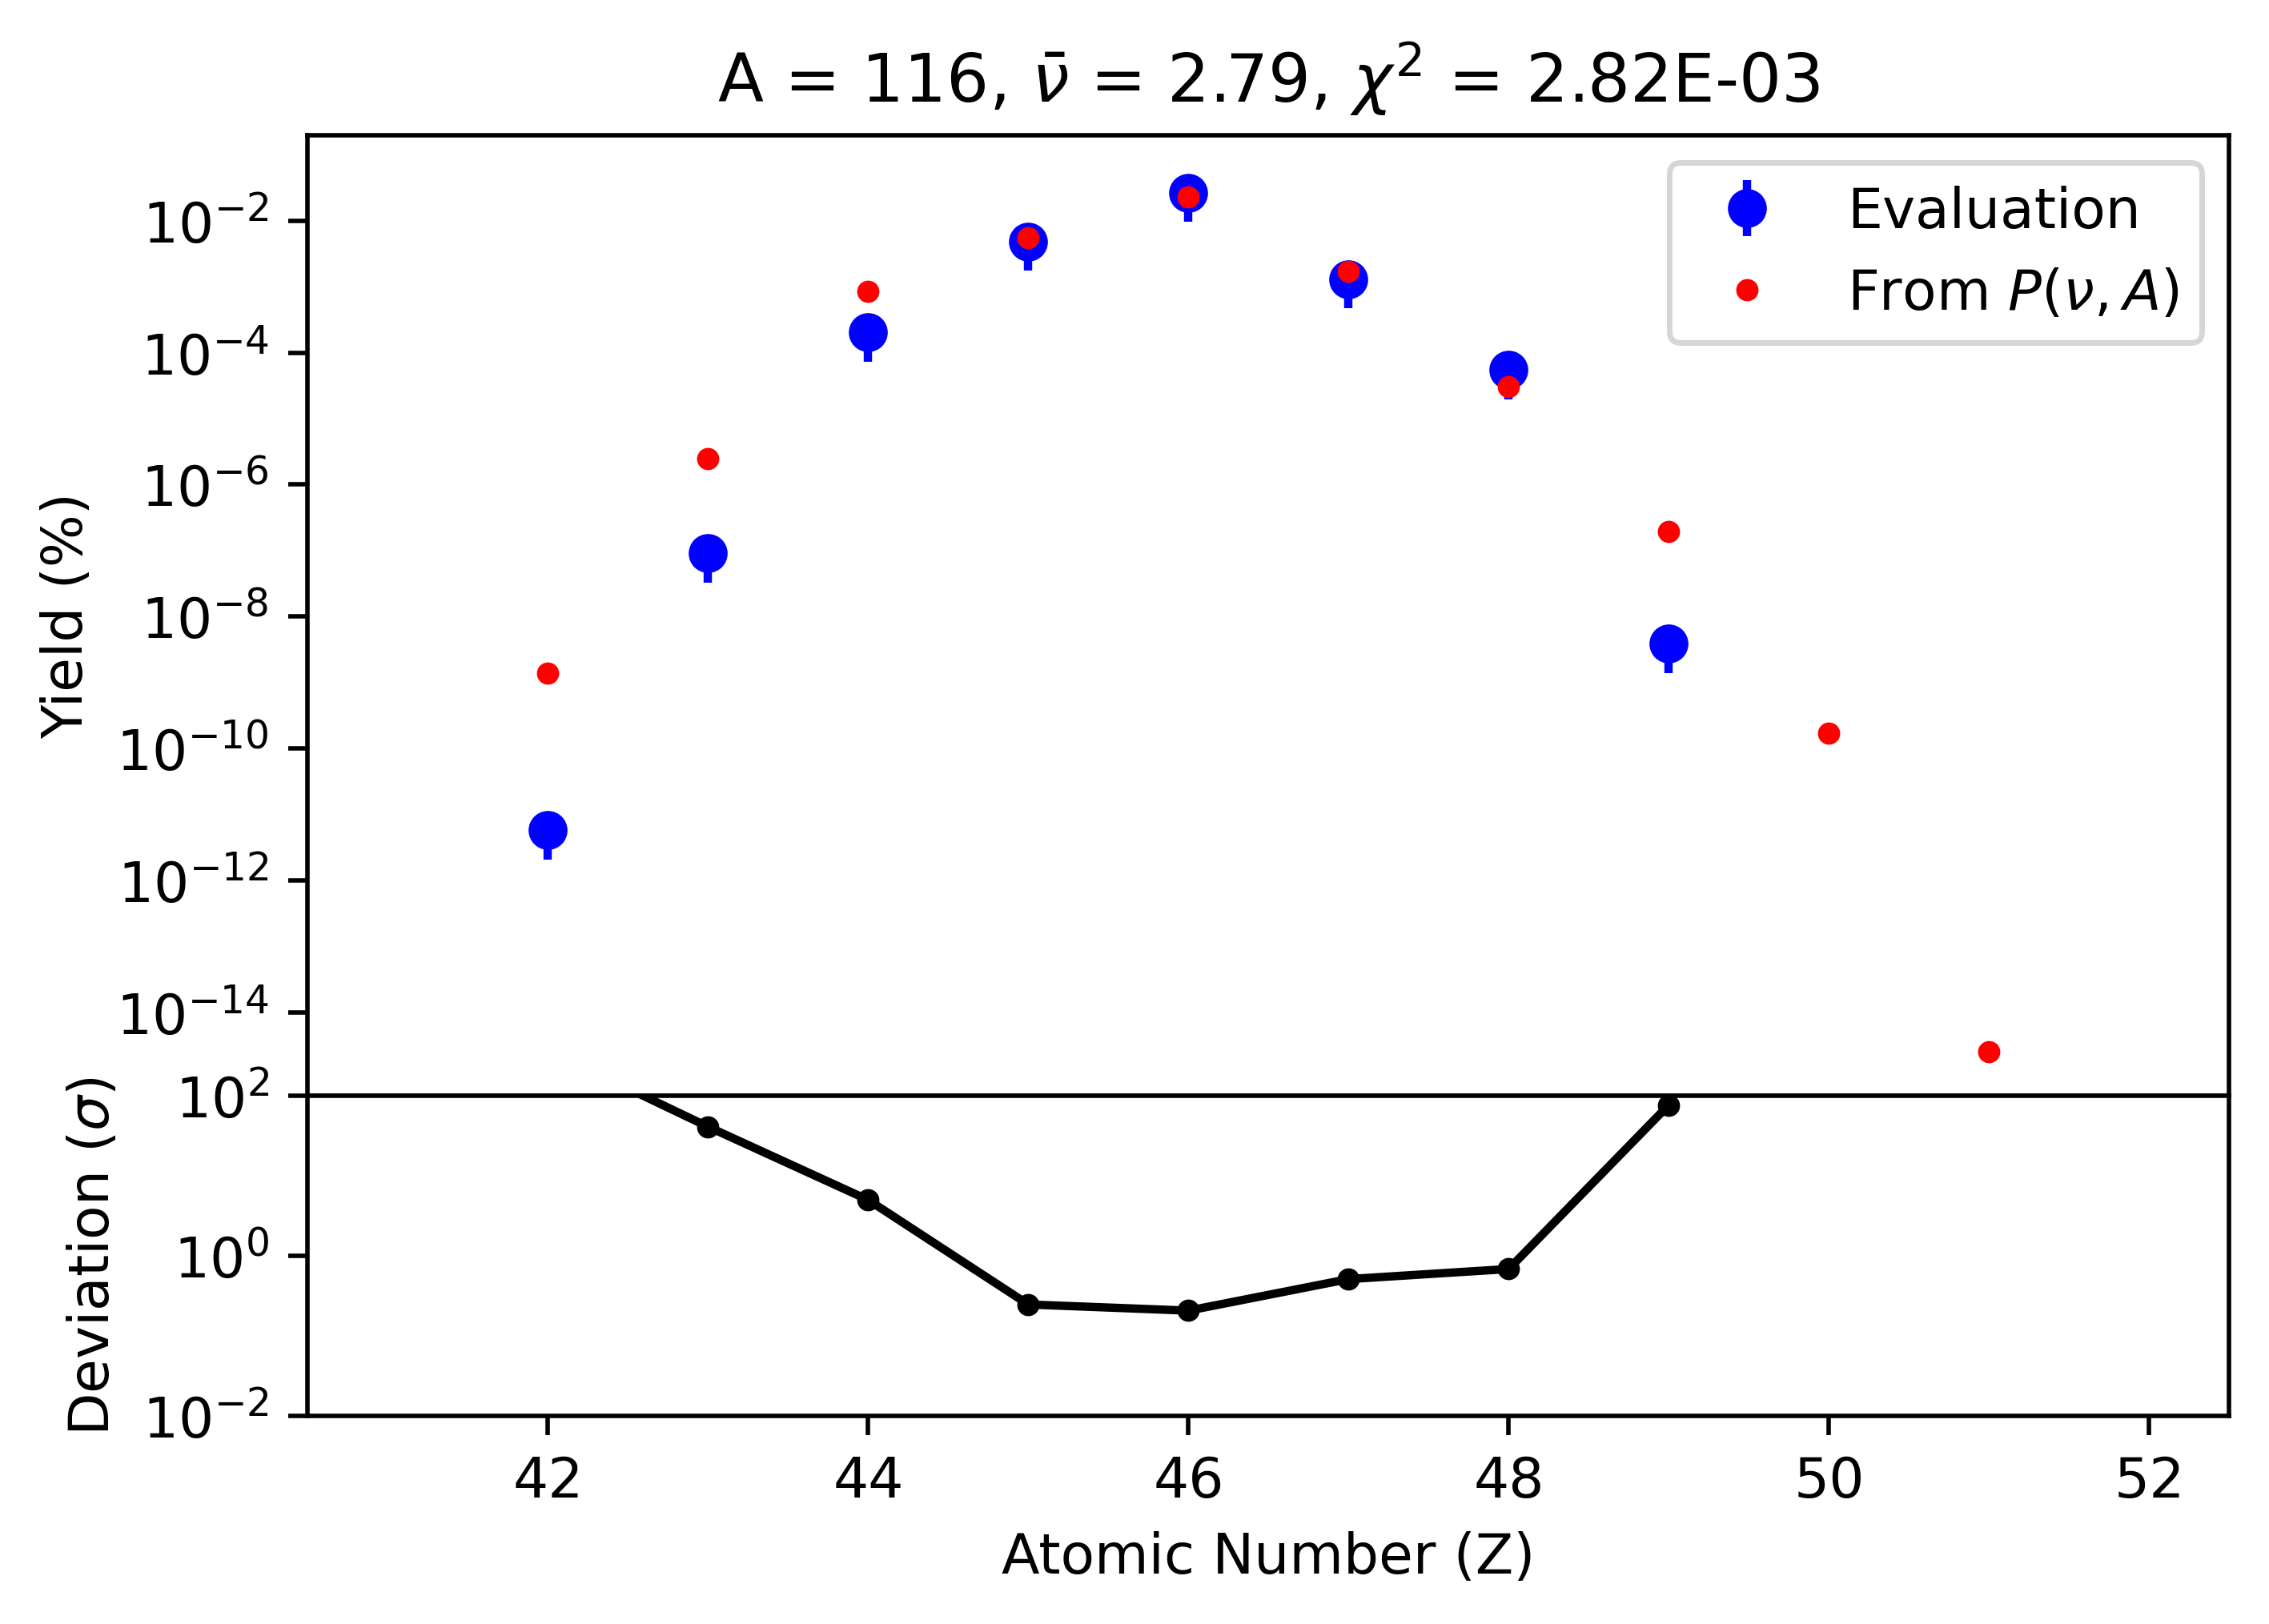 A = 116, ν̄ = 2.79, χ² = 2.82E-03
Evaluation
From P(ν, A)
Yield (%)
10⁻²
10⁻⁴
10⁻⁶
10⁻⁸
10⁻¹⁰
10⁻¹²
10⁻¹⁴
Deviation (σ)
10²
10⁰
10⁻²
42 44 46 48 50 52
Atomic Number (Z)